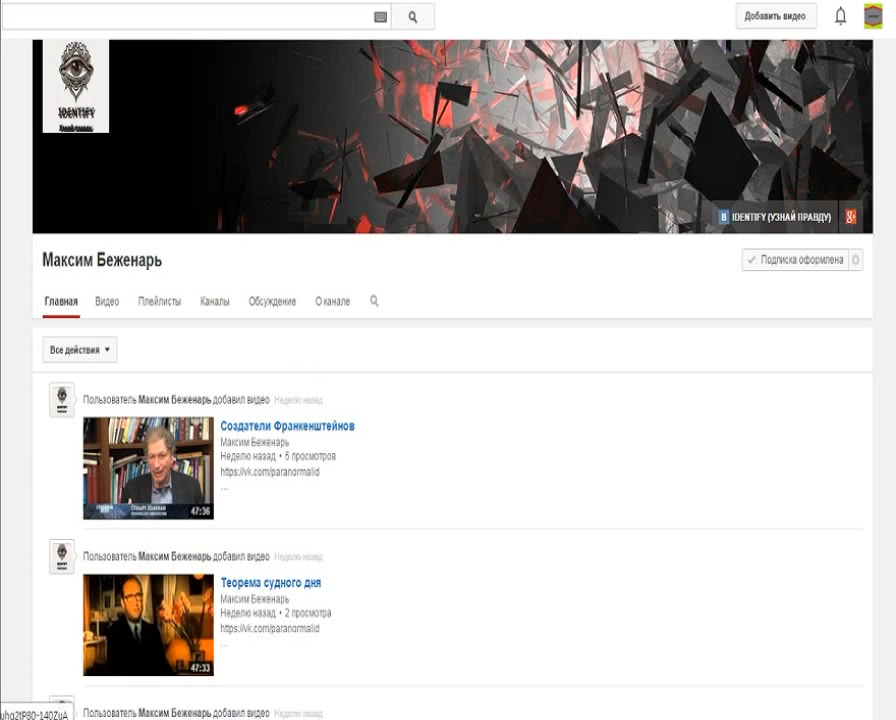 Добавить видео
IDENTIFY
IDENTIFY (УЗНАЙ ПРАВДУ)
Максим Беженарь
Подписка оформлена
Главная Видео Плейлисты Каналы Обсуждение О канале
Все действия
Пользователь Максим Беженарь добавил видео Неделю назад
Создатели Франкенштейнов
Максим Беженарь
Неделю назад • 5 просмотров
https://vk.com/paranormalid
...
47:36
Пользователь Максим Беженарь добавил видео Неделю назад
Теорема судного дня
Максим Беженарь
Неделю назад • 2 просмотра
https://vk.com/paranormalid
...
47:33
Пользователь Максим Беженарь добавил видео Неделю назад